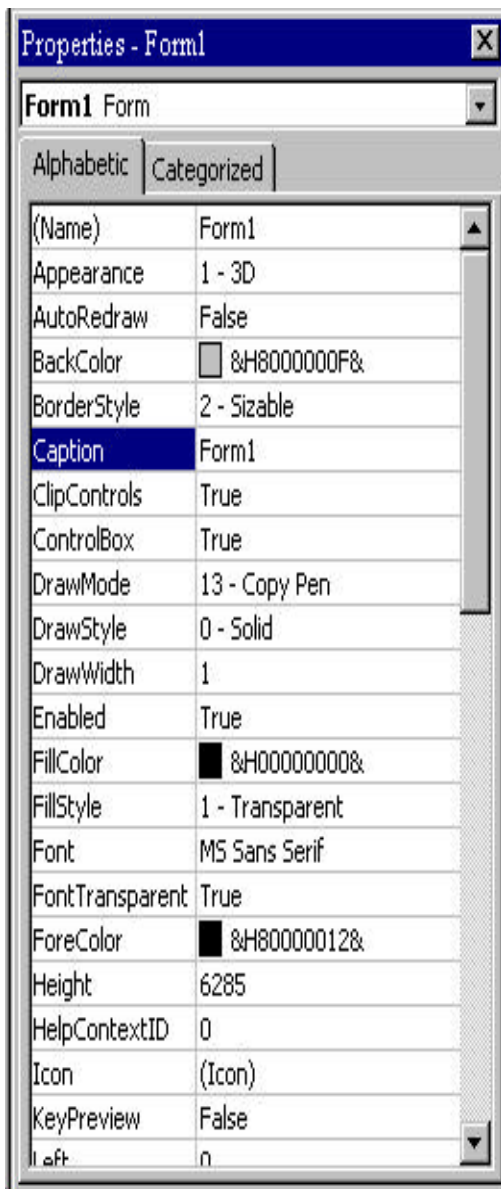 Properties - Form1
Form1 Form
Alphabetic Categorized
(Name) Form1
Appearance 1 - 3D
AutoRedraw False
BackColor &H8000000F&
BorderStyle 2 - Sizable
Caption Form1
ClipControls True
ControlBox True
DrawMode 13 - Copy Pen
DrawStyle 0 - Solid
DrawWidth 1
Enabled True
FillColor &H00000000&
FillStyle 1 - Transparent
Font MS Sans Serif
FontTransparent True
ForeColor &H80000012&
Height 6285
HelpContextID 0
Icon (Icon)
KeyPreview False
Left 0